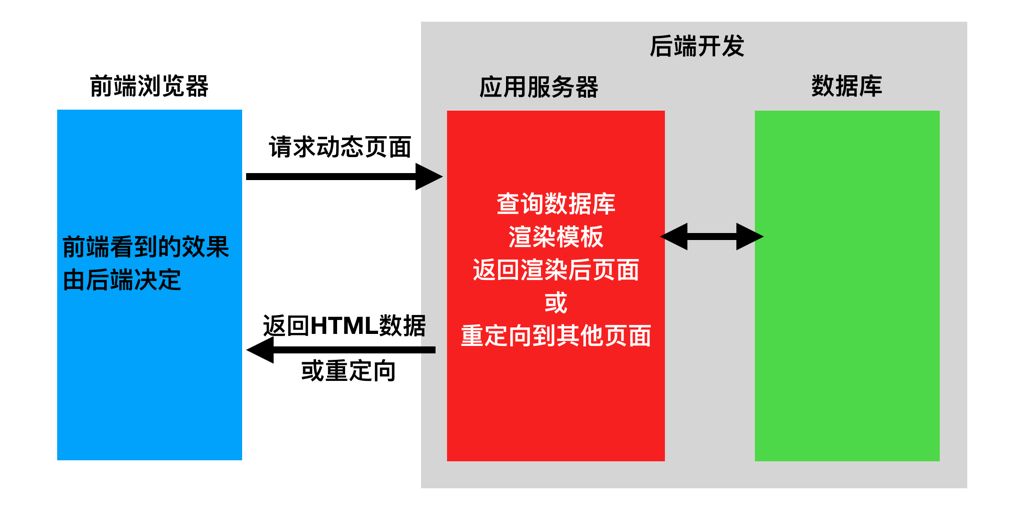 后端开发
前端浏览器
应用服务器
数据库
请求动态页面
前端看到的效果
由后端决定
查询数据库
渲染模板
返回渲染后页面
或
重定向到其他页面
返回HTML数据
或重定向